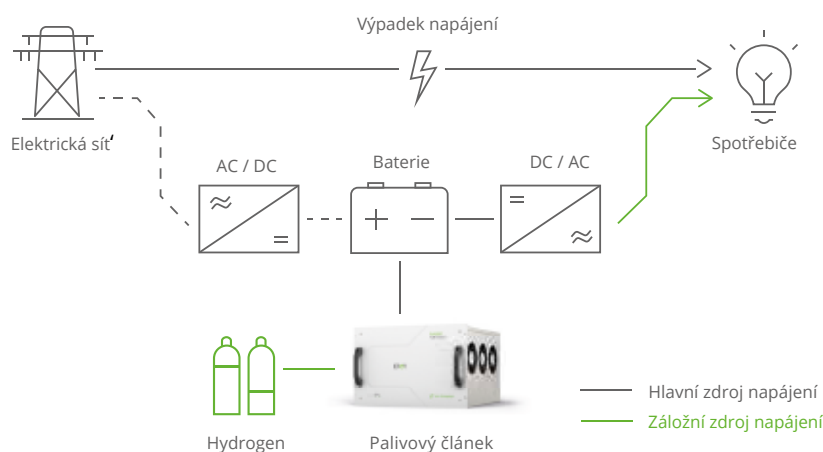 Výpadek napájení
Elektrická síť
Spotřebiče
AC / DC
Baterie
DC / AC
Hydrogen
Palivový článek
Hlavní zdroj napájení
Záložní zdroj napájení